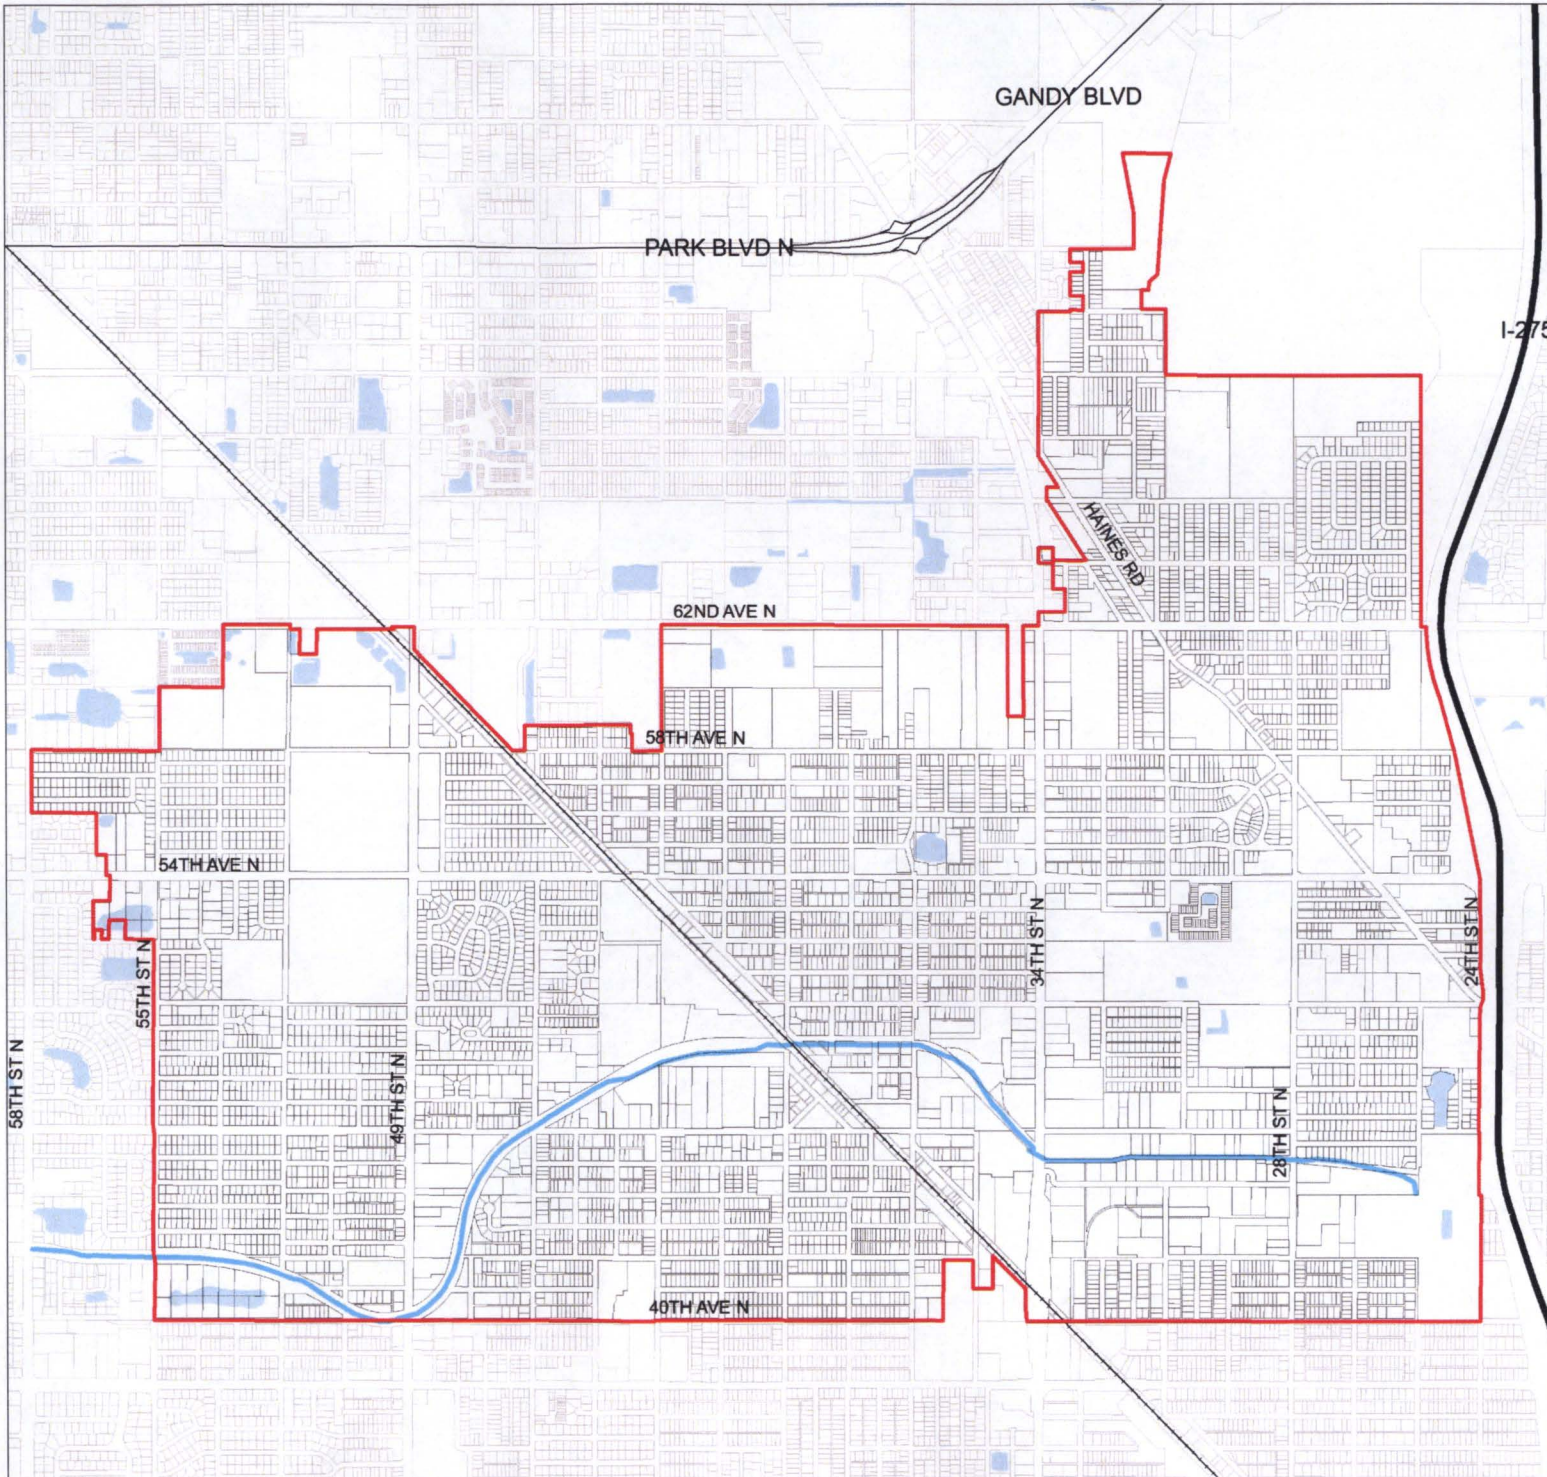 GANDY BLVD
PARK BLVD N
I-275
HAINES RD
62ND AVE N
58TH AVE N
54TH AVE N
34TH ST N
24TH ST N
55TH ST N
58TH ST N
49TH ST N
28TH ST N
40TH AVE N